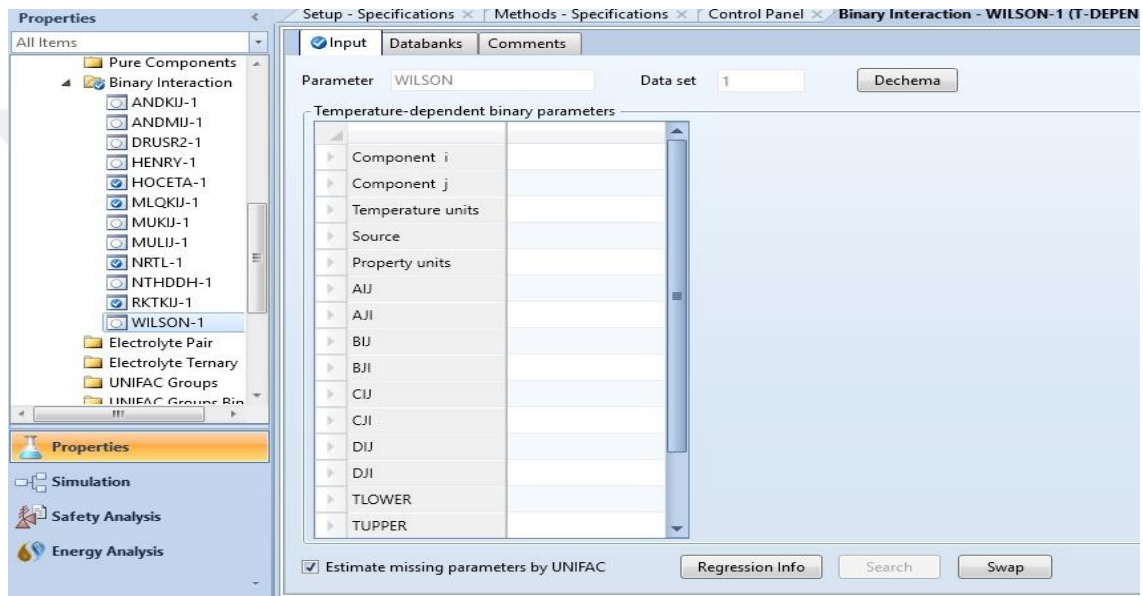 Properties <
All Items
Pure Components
Binary Interaction
ANDKIJ-1
ANDMIJ-1
DRUSR2-1
HENRY-1
HOCETA-1
MLQKIJ-1
MUKIJ-1
MULIJ-1
NRTL-1
NTHDDH-1
RKTKIJ-1
WILSON-1
Electrolyte Pair
Electrolyte Ternary
UNIFAC Groups
UNIFAC Groups Bin
Properties
Simulation
Safety Analysis
Energy Analysis
Setup - Specifications × Methods - Specifications × Control Panel × Binary Interaction - WILSON-1 (T-DEPEN
Input Databanks Comments
Parameter WILSON Data set 1 Dechema
Temperature-dependent binary parameters
Component i
Component j
Temperature units
Source
Property units
AIJ
AJI
BIJ
BJI
CIJ
CJI
DIJ
DJI
TLOWER
TUPPER
Estimate missing parameters by UNIFAC Regression Info Search Swap